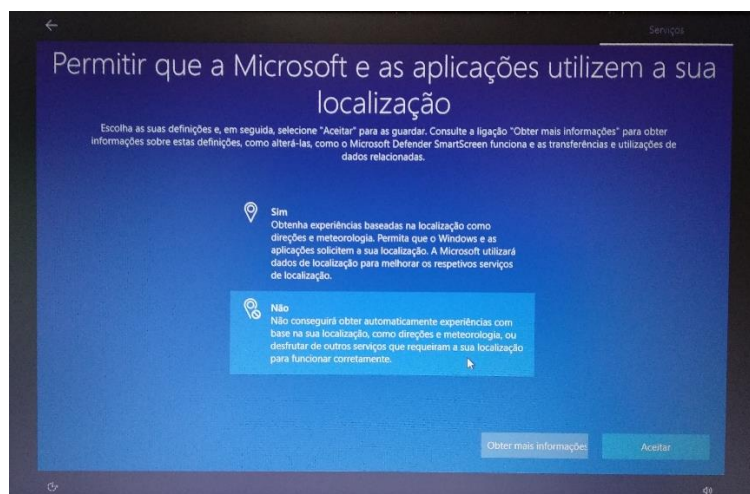 Serviços
Permitir que a Microsoft e as aplicações utilizem a sua
localização
Escolha as suas definições e, em seguida, selecione "Aceitar" para as guardar. Consulte a ligação "Obter mais informações" para obter
informações sobre estas definições, como alterá-las, como o Microsoft Defender SmartScreen funciona e as transferências e utilizações de
dados relacionadas.
Sim
Obtenha experiências baseadas na localização como
direções e meteorologia. Permita que o Windows e as
aplicações solicitem a sua localização. A Microsoft utilizará
dados de localização para melhorar os respetivos serviços
de localização.
Não
Não conseguirá obter automaticamente experiências com
base na sua localização, como direções e meteorologia, ou
desfrutar de outros serviços que requeiram a sua localização
para funcionar corretamente.
Obter mais informações
Aceitar